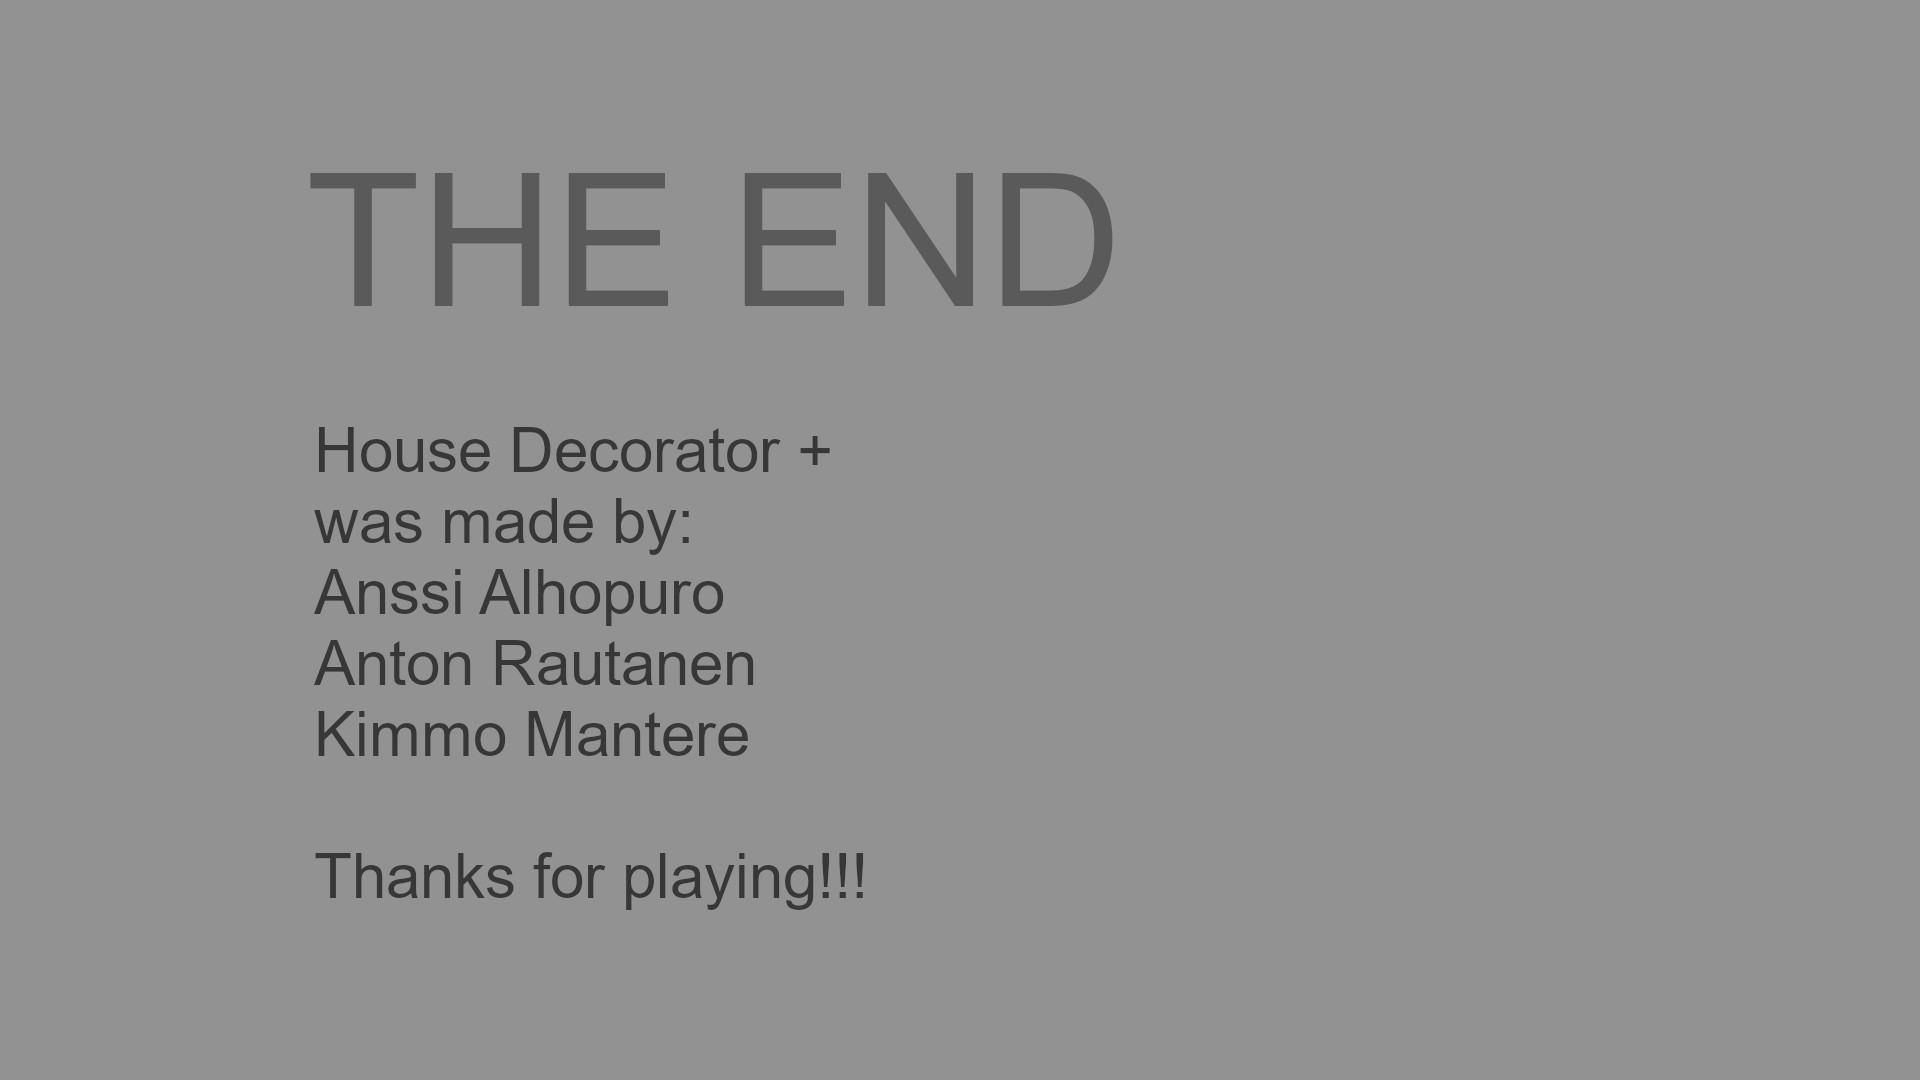 THE END
House Decorator +
was made by:
Anssi Alhopuro
Anton Rautanen
Kimmo Mantere
Thanks for playing!!!